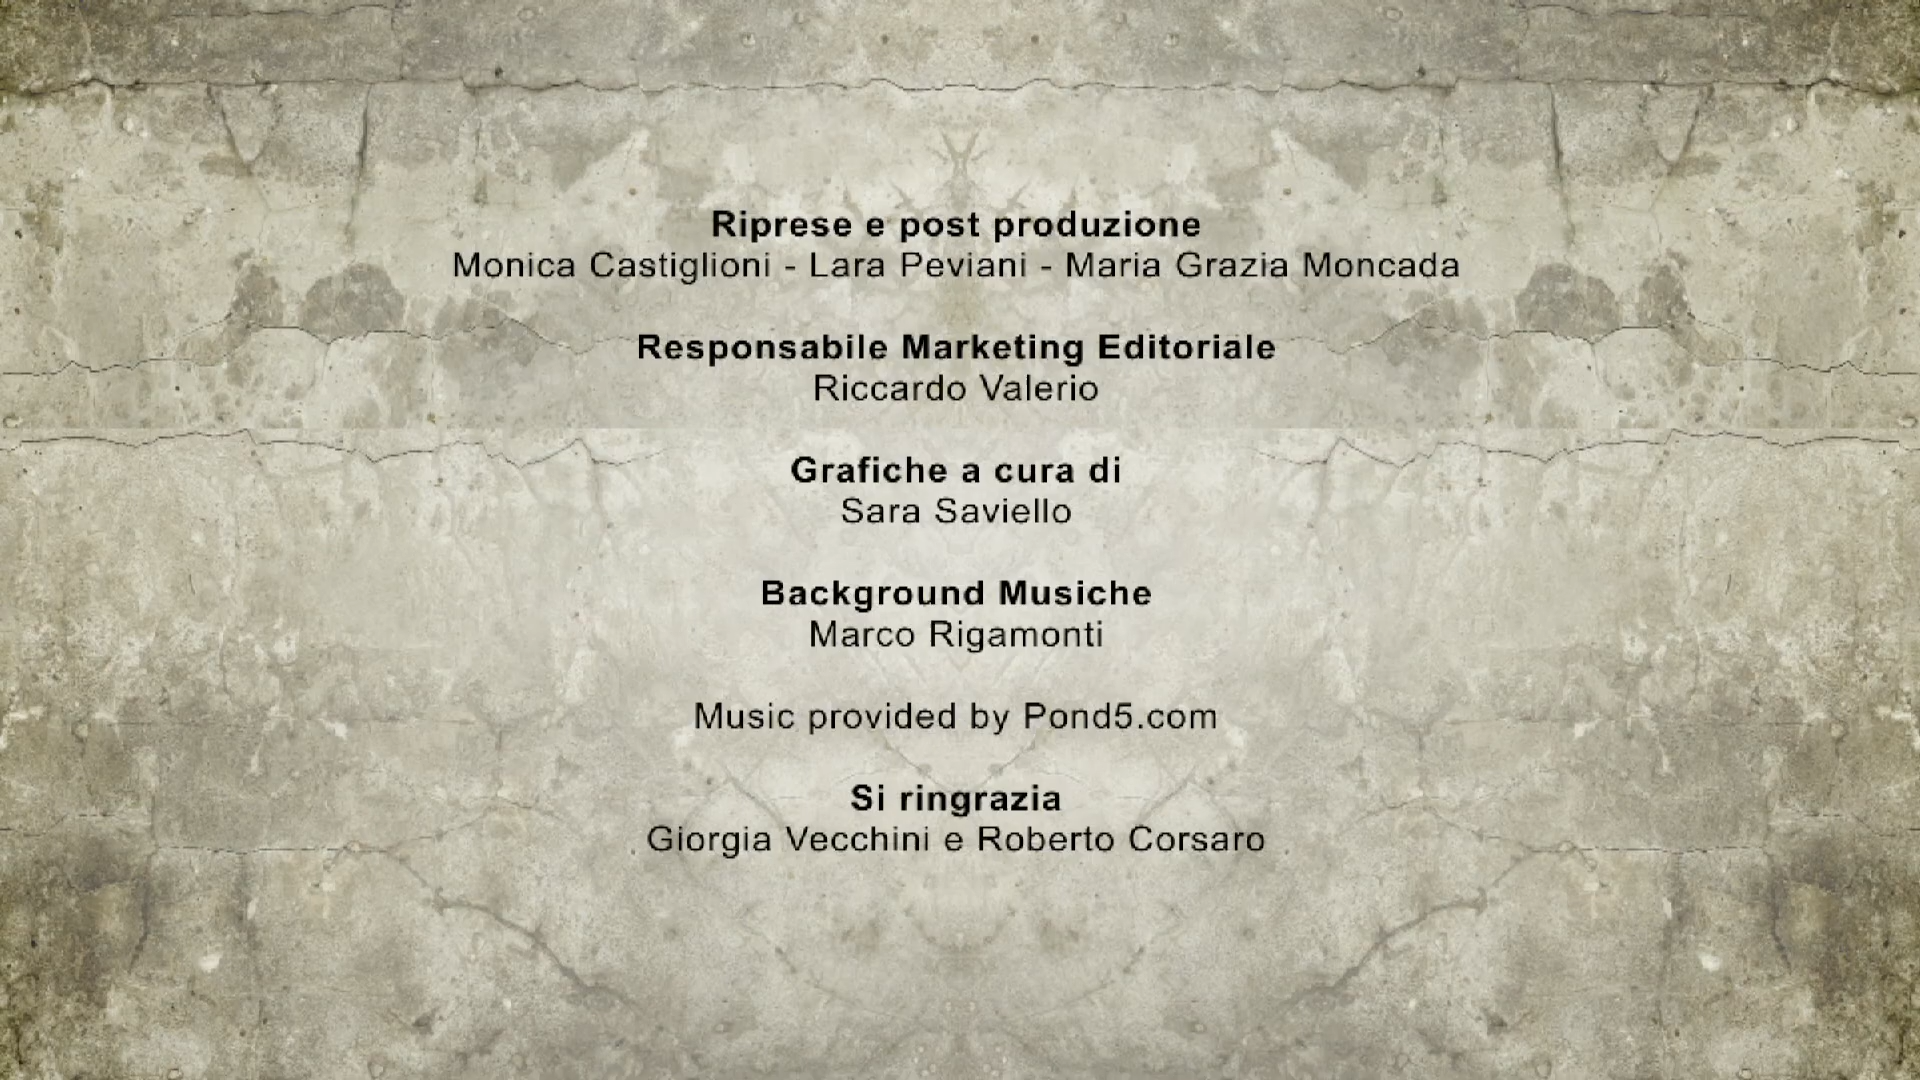 Riprese e post produzione
Monica Castiglioni - Lara Peviani - Maria Grazia Moncada
Responsabile Marketing Editoriale
Riccardo Valerio
Grafiche a cura di
Sara Saviello
Background Musiche
Marco Rigamonti
Music provided by Pond5.com
Si ringrazia
Giorgia Vecchini e Roberto Corsaro